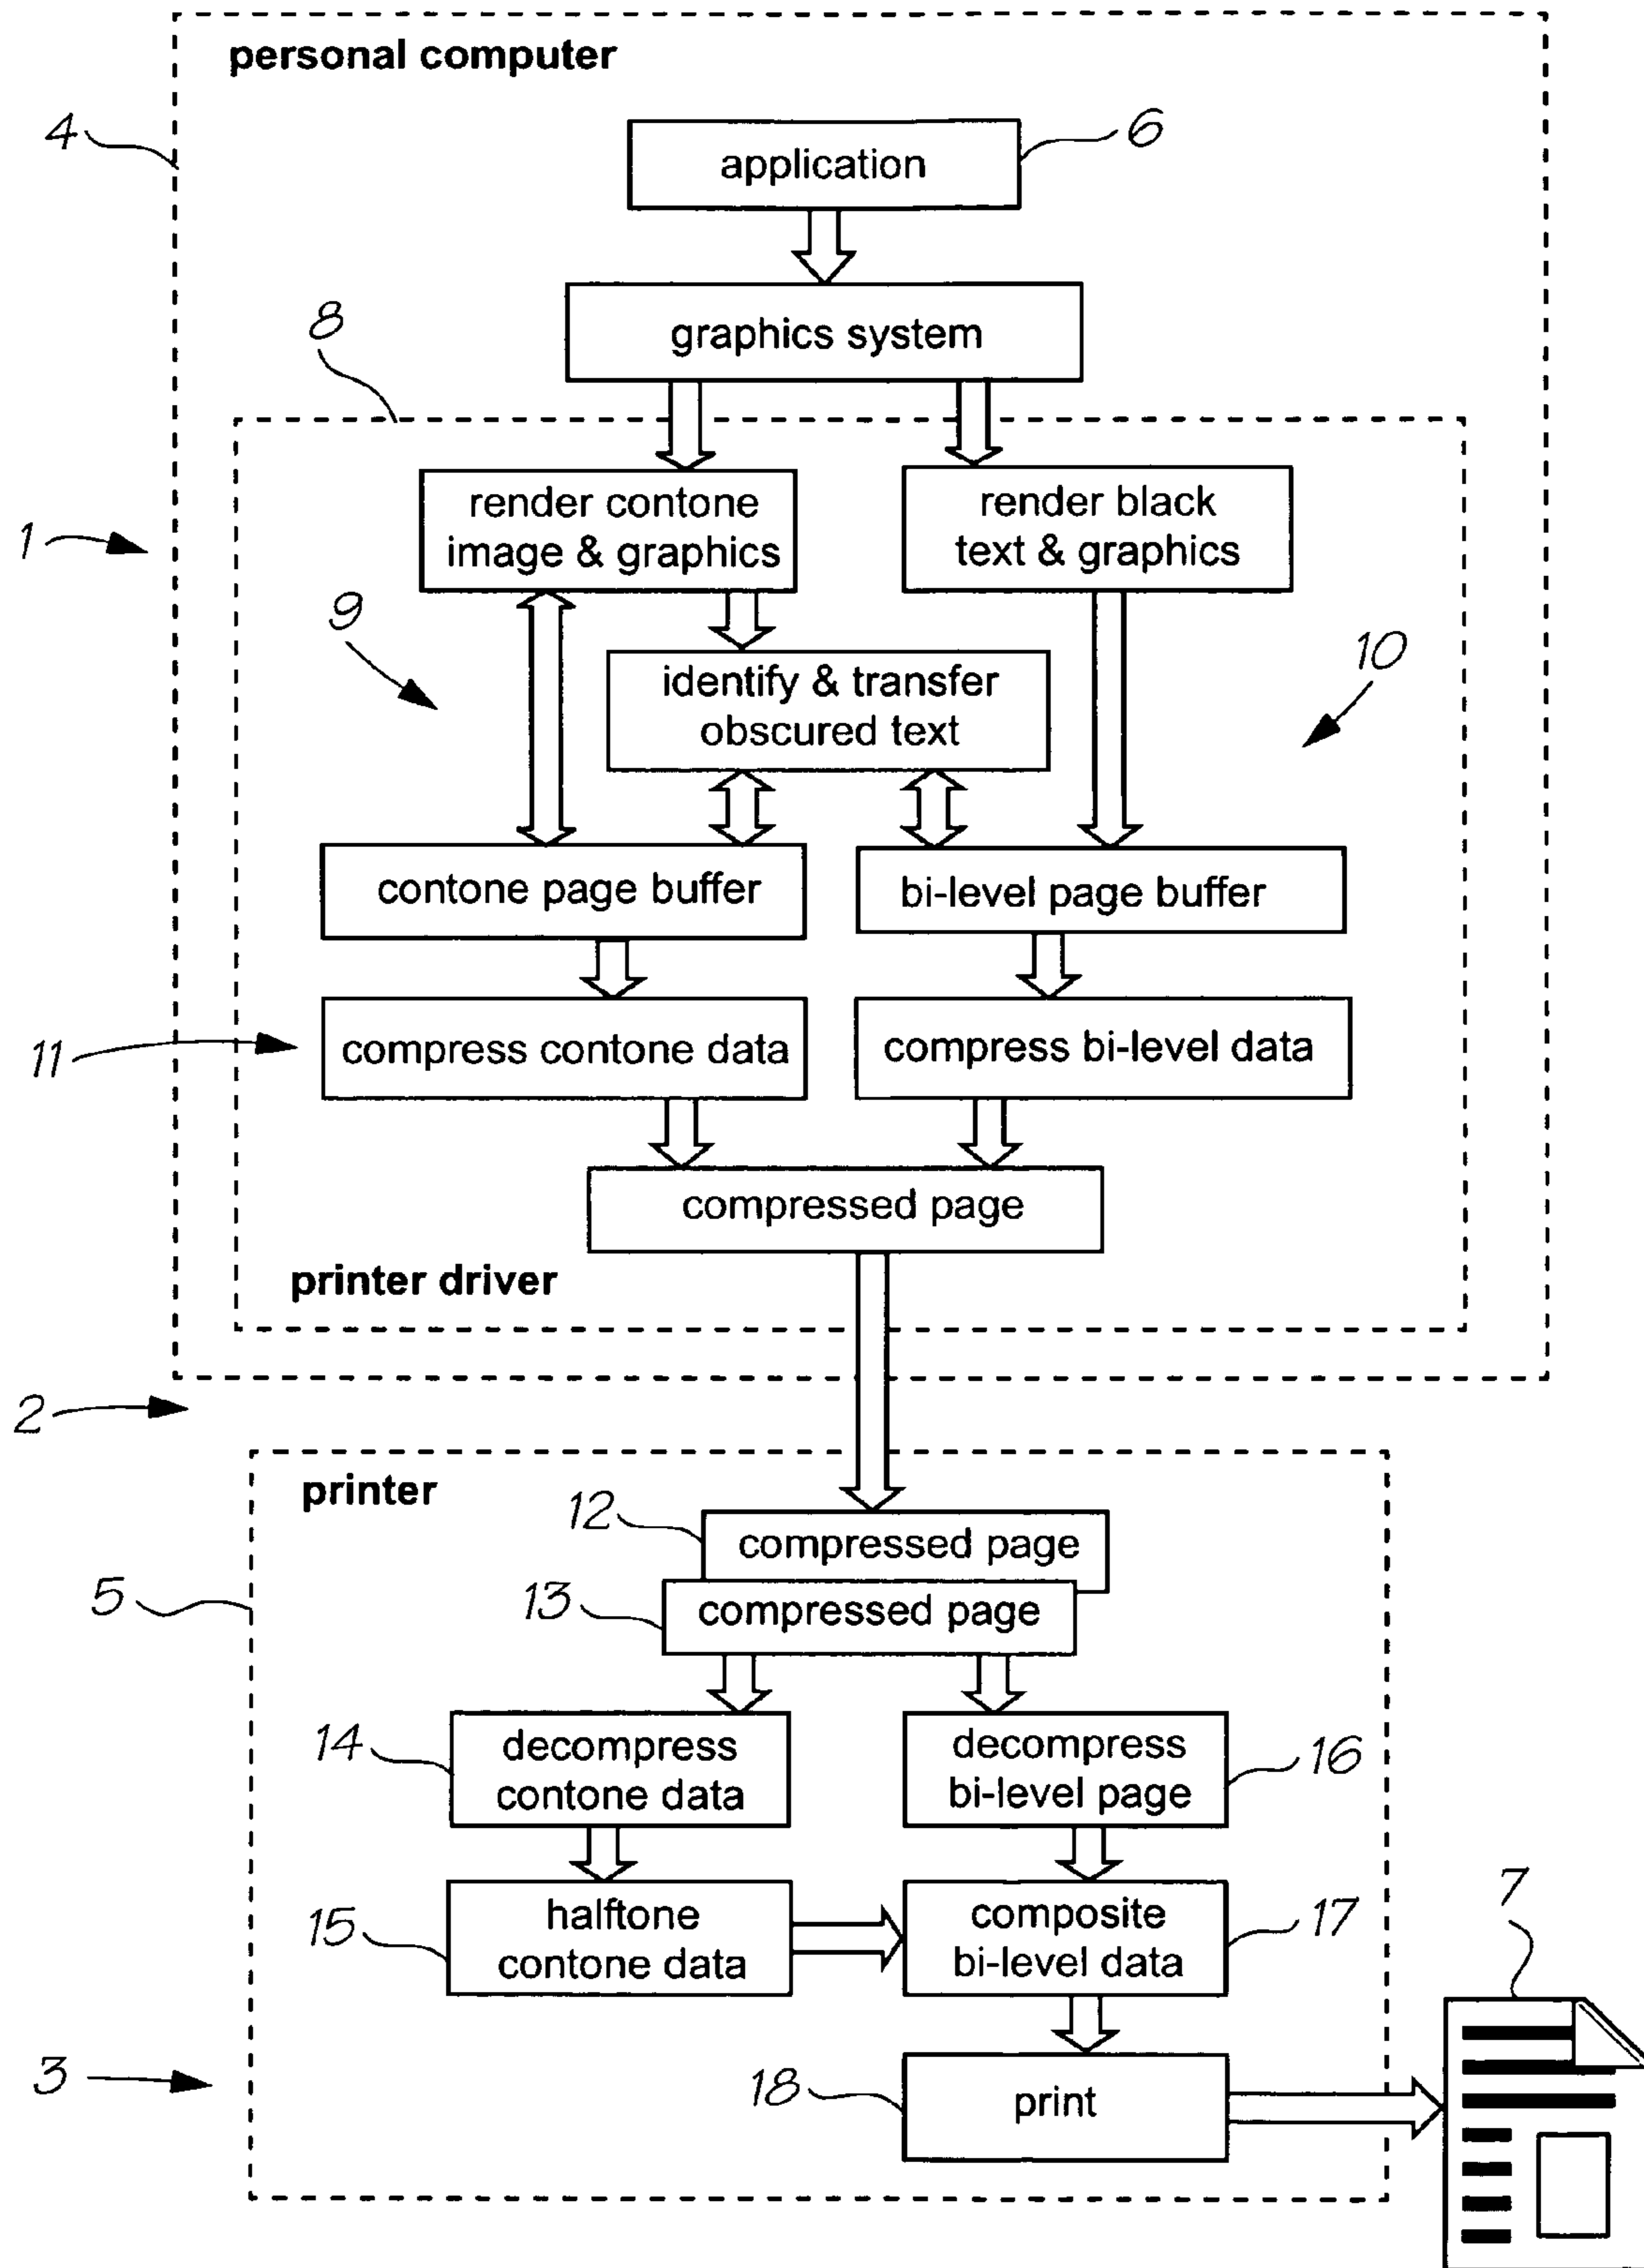 personal computer
4
6
application
graphics system
8
render contone
image & graphics
render black
text & graphics
1
9
10
identify & transfer
obscured text
contone page buffer
bi-level page buffer
11
compress contone data
compress bi-level data
compressed page
printer driver
2
printer
12
compressed page
5
13
compressed page
14
decompress
contone data
decompress
bi-level page
16
15
halftone
contone data
composite
bi-level data
17
7
3
18
print